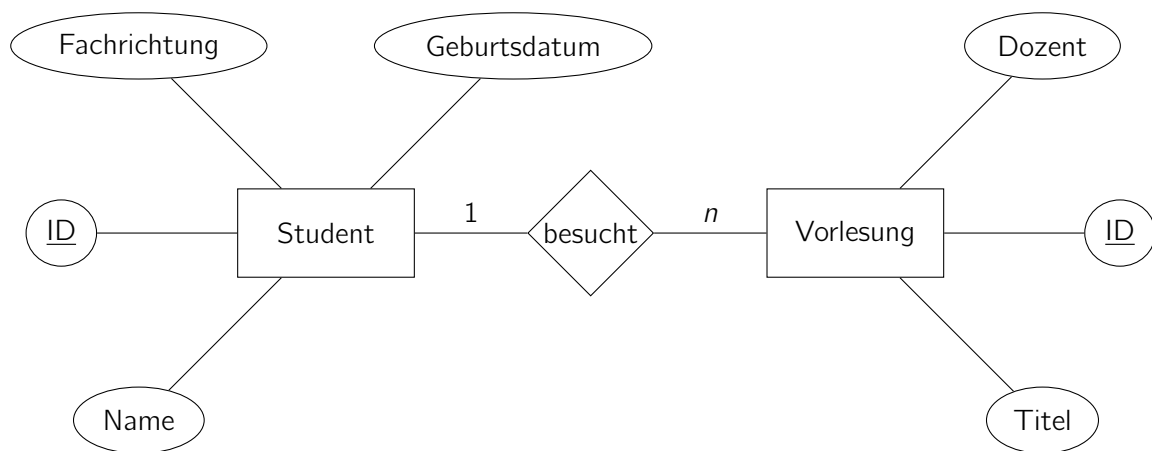 Fachrichtung
Geburtsdatum
Dozent
ID
Student
1
besucht
n
Vorlesung
ID
Name
Titel